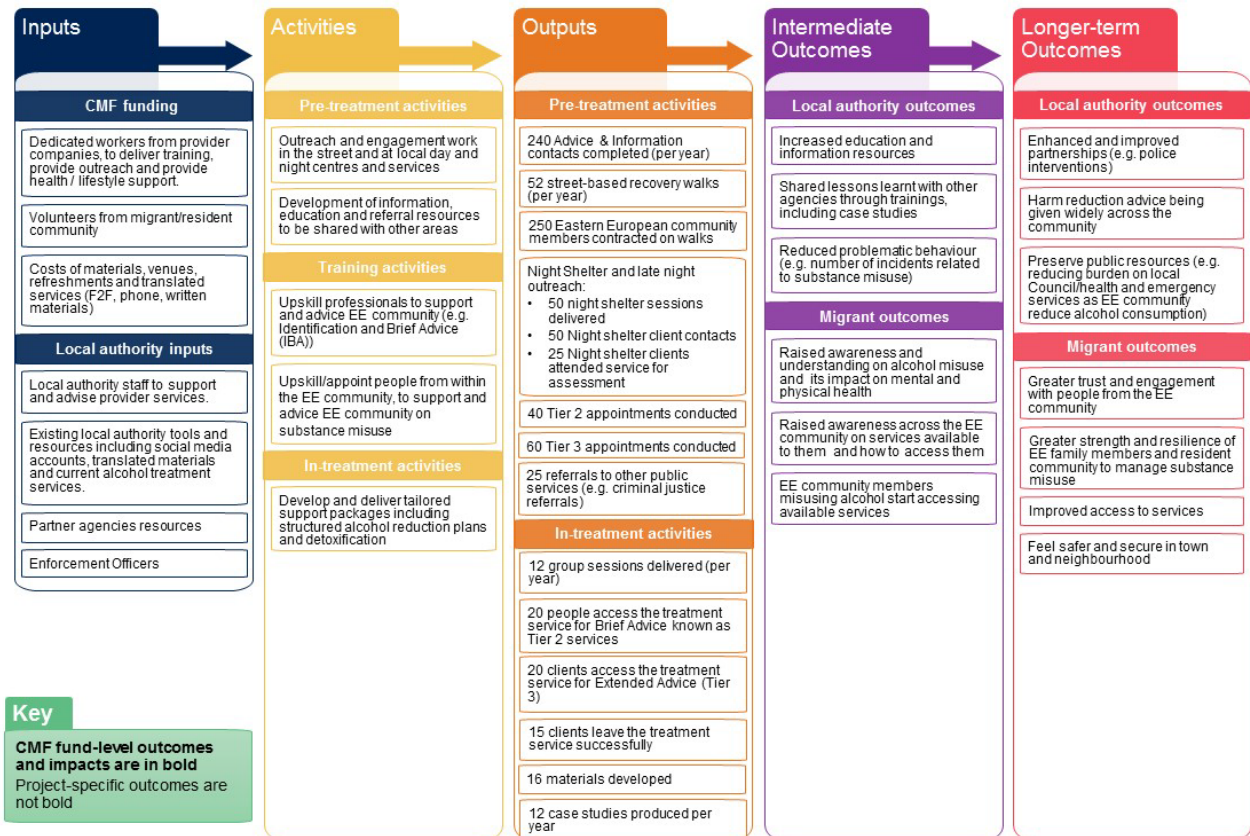 Inputs
CMF funding
Dedicated workers from provider
companies, to deliver training,
provide outreach and provide
health / lifestyle support.
Volunteers from migrant/resident
community
Costs of materials, venues,
refreshments and translated
services (F2F, phone, written
materials)
Local authority inputs
Local authority staff to support
and advise provider services.
Existing local authority tools and
resources including social media
accounts, translated materials
and current alcohol treatment
services.
Partner agencies resources
Enforcement Officers
Activities
Pre-treatment activities
Outreach and engagement work
in the street and at local day and
night centres and services
Development of information,
education and referral resources
to be shared with other areas
Training activities
Upskill professionals to support
and advice EE community (e.g.
Identification and Brief Advice
(IBA))
Upskill/appoint people from within
the EE community, to support and
advice EE community on
substance misuse
In-treatment activities
Develop and deliver tailored
support packages including
structured alcohol reduction plans
and detoxification
Outputs
Pre-treatment activities
240 Advice & Information
contacts completed (per year)
52 street-based recovery walks
(per year)
250 Eastern European community
members contracted on walks
Night Shelter and late night
outreach:
• 50 night shelter sessions
delivered
• 50 Night shelter client contacts
• 25 Night shelter clients
attended service for
assessment
40 Tier 2 appointments conducted
60 Tier 3 appointments conducted
25 referrals to other public
services (e.g. criminal justice
referrals)
In-treatment activities
12 group sessions delivered (per
year)
20 people access the treatment
service for Brief Advice known as
Tier 2 services
20 clients access the treatment
service for Extended Advice (Tier
3)
15 clients leave the treatment
service successfully
16 materials developed
12 case studies produced per
year
Intermediate
Outcomes
Local authority outcomes
Increased education and
information resources
Shared lessons learnt with other
agencies through trainings,
including case studies
Reduced problematic behaviour
(e.g. number of incidents related
to substance misuse)
Migrant outcomes
Raised awareness and
understanding on alcohol misuse
and its impact on mental and
physical health
Raised awareness across the EE
community on services available
to them and how to access them
EE community members
misusing alcohol start accessing
available services
Longer-term
Outcomes
Local authority outcomes
Enhanced and improved
partnerships (e.g. police
interventions)
Harm reduction advice being
given widely across the
community
Preserve public resources (e.g.
reducing burden on local
Council/health and emergency
services as EE community
reduce alcohol consumption)
Migrant outcomes
Greater trust and engagement
with people from the EE
community
Greater strength and resilience of
EE family members and resident
community to manage substance
misuse
Improved access to services
Feel safer and secure in town
and neighbourhood
Key
CMF fund-level outcomes
and impacts are in bold
Project-specific outcomes are
not bold